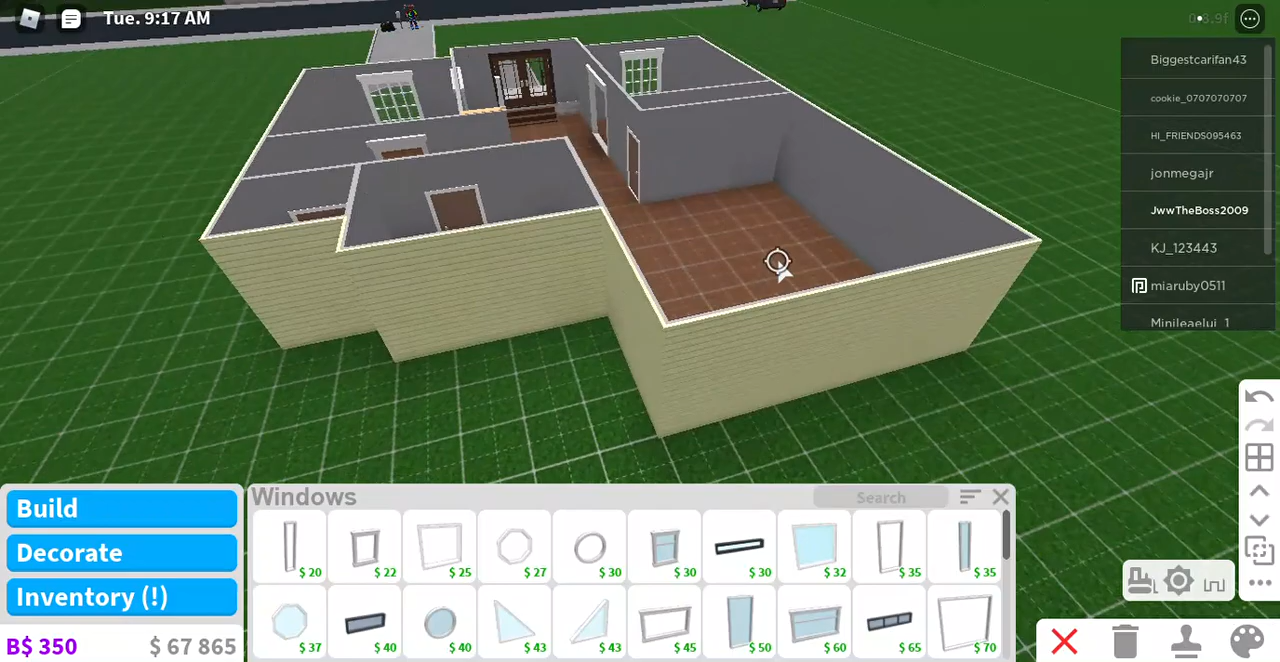 Tue. 9:17 AM
Biggestcarifan43
cookie_0707070707
HI_FRIENDS095463
jonmegajr
JwwTheBoss2009
KJ_123443
miaruby0511
Minileaelui_1
Build
Decorate
Inventory (!)
B$ 350
$ 67 865
Windows
Search
$ 20
$ 22
$ 25
$ 27
$ 30
$ 30
$ 30
$ 32
$ 35
$ 35
$ 37
$ 40
$ 40
$ 43
$ 43
$ 45
$ 50
$ 60
$ 65
$ 70